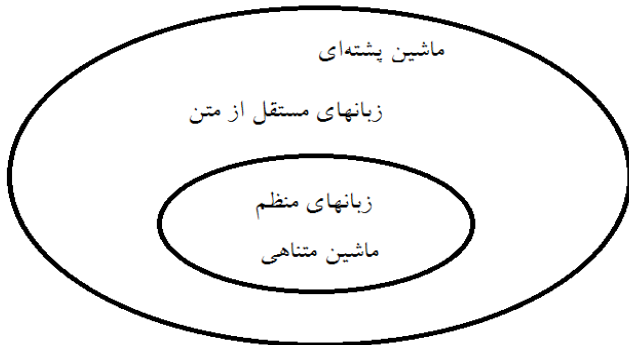 ماشین پشته‌ای
زبانهای مستقل از متن
زبانهای منظم
ماشین متناهی